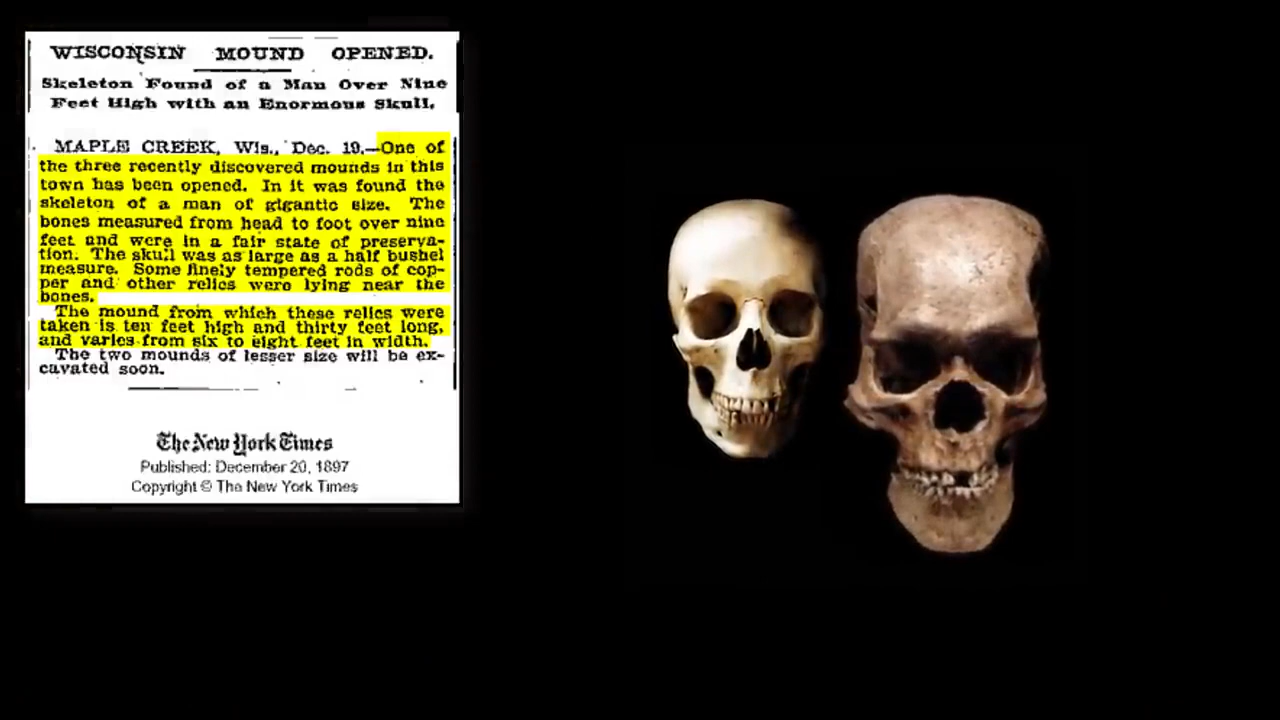 WISCONSIN MOUND OPENED.
Skeleton Found of a Man Over Nine
Feet High with an Enormous Skull.
MAPLE CREEK, Wis., Dec. 19.—One of
the three recently discovered mounds in this
town has been opened. In it was found the
skeleton of a man of gigantic size. The
bones measured from head to foot over nine
feet and were in a fair state of preserva-
tion. The skull was as large as a half bushel
measure. Some finely tempered rods of cop-
per and other relics were lying near the
bones.
The mound from which these relics were
taken is ten feet high and thirty feet long,
and varies from six to eight feet in width.
The two mounds of lesser size will be ex-
cavated soon.
The New York Times
Published: December 20, 1897
Copyright © The New York Times